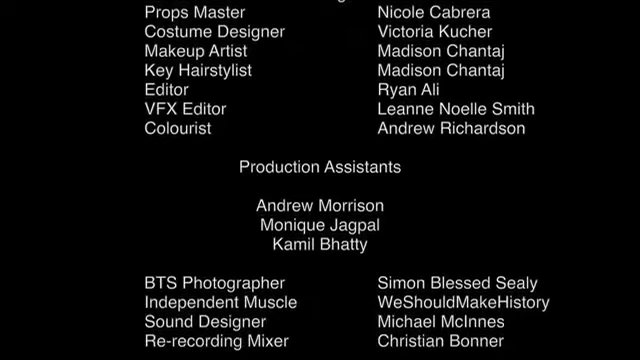 Props Master Nicole Cabrera
Costume Designer Victoria Kucher
Makeup Artist Madison Chantaj
Key Hairstylist Madison Chantaj
Editor Ryan Ali
VFX Editor Leanne Noelle Smith
Colourist Andrew Richardson
Production Assistants
Andrew Morrison
Monique Jagpal
Kamil Bhatty
BTS Photographer Simon Blessed Sealy
Independent Muscle WeShouldMakeHistory
Sound Designer Michael McInnes
Re-recording Mixer Christian Bonner